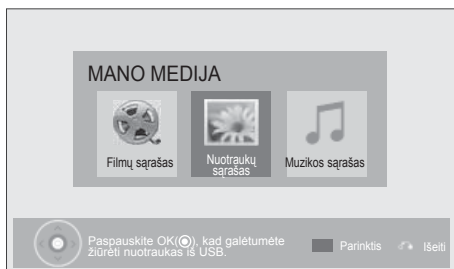 MANO MEDIJA
Filmų sąrašas
Nuotraukų
sąrašas
Muzikos sąrašas
Paspauskite OK(◉), kad galėtumėte
žiūrėti nuotraukas iš USB.
Parinktis
Išeiti